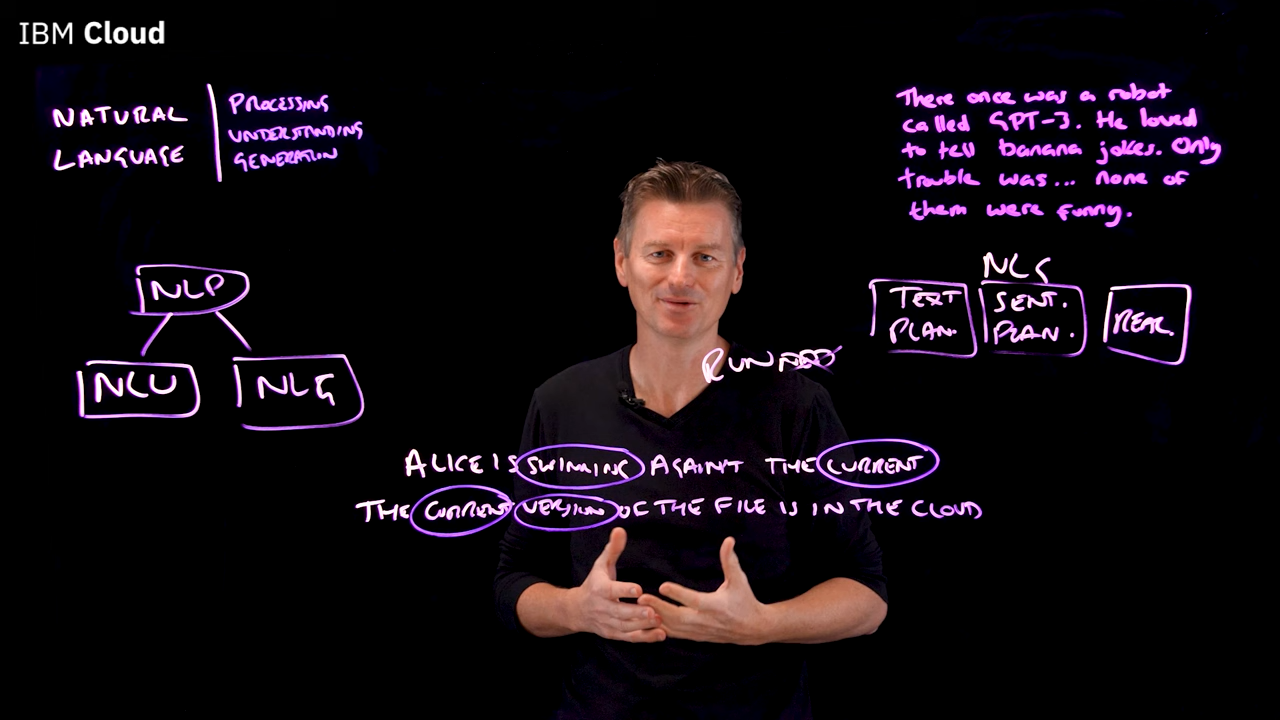 IBM Cloud
NATURAL
LANGUAGE
PROCESSING
UNDERSTANDING
GENERATION
There once was a robot
called GPT-3. He loved
to tell banana jokes. Only
trouble was... none of
them were funny.
NLP
NLU
NLG
NLG
TEXT
PLAN.
SENT.
PLAN.
REAL.
RUN
ALICE IS SWIMMING AGAINT THE CURRENT
THE CURRENT VERSION OF THE FILE IS IN THE CLOUD